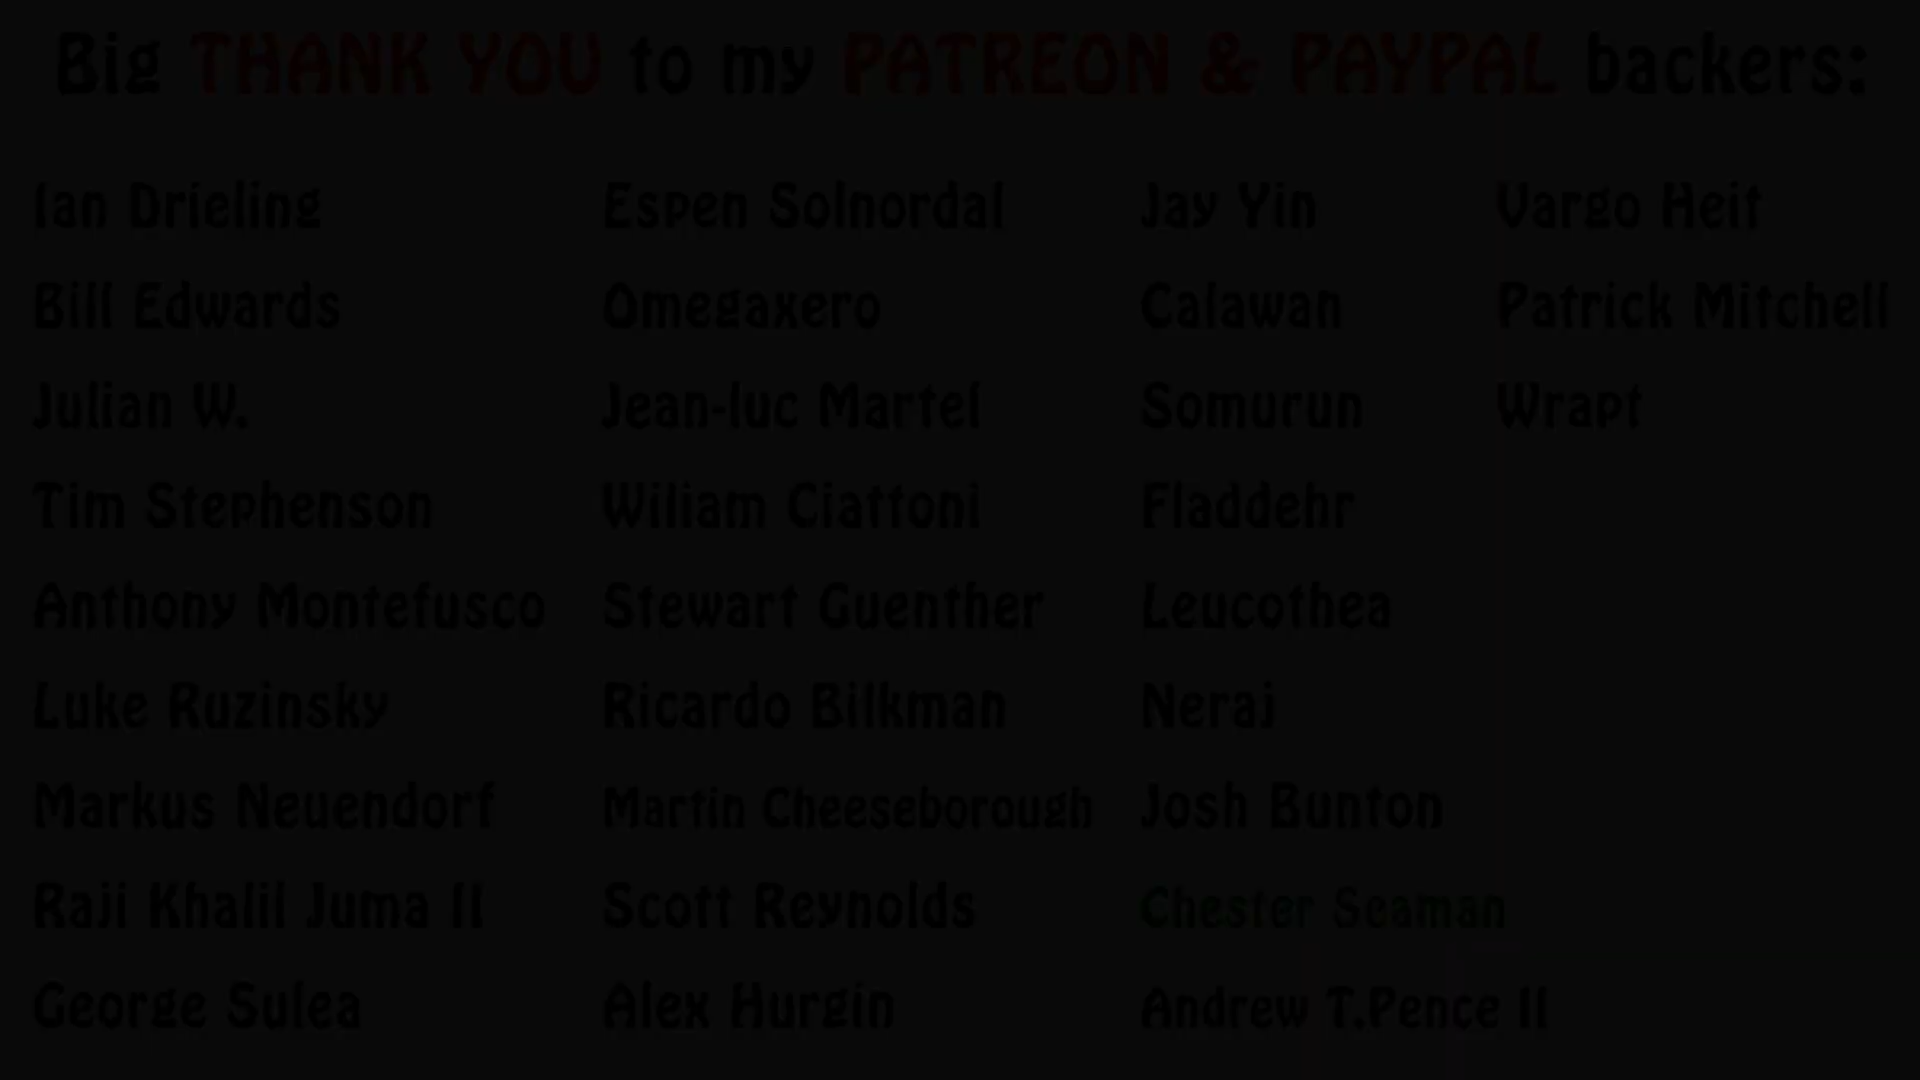 Big THANK YOU to my PATREON & PAYPAL backers:
Ian Drieling
Bill Edwards
Julian W.
Tim Stephenson
Anthony Montefusco
Luke Ruzinsky
Markus Neuendorf
Raji Khalil Juma II
George Sulea
Espen Solnordal
Omegaxero
Jean-luc Martel
Wiliam Ciattoni
Stewart Guenther
Ricardo Bilkman
Martin Cheeseborough
Scott Reynolds
Alex Hurgin
Jay Yin
Calawan
Somurun
Fladdehr
Leucothea
Neraj
Josh Bunton
Chester Seaman
Andrew T.Pence II
Vargo Heit
Patrick Mitchell
Wrapt